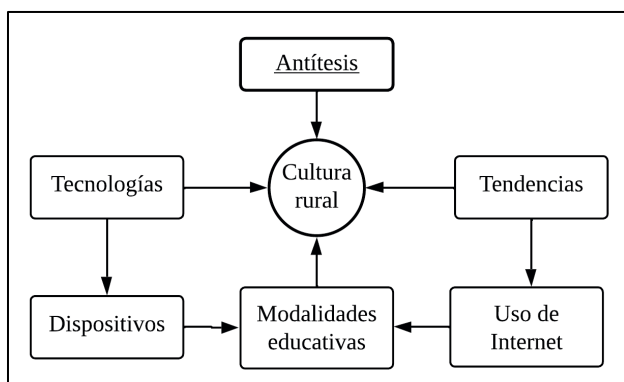 Antítesis
Tecnologías
Cultura
rural
Tendencias
Dispositivos
Modalidades
educativas
Uso de
Internet